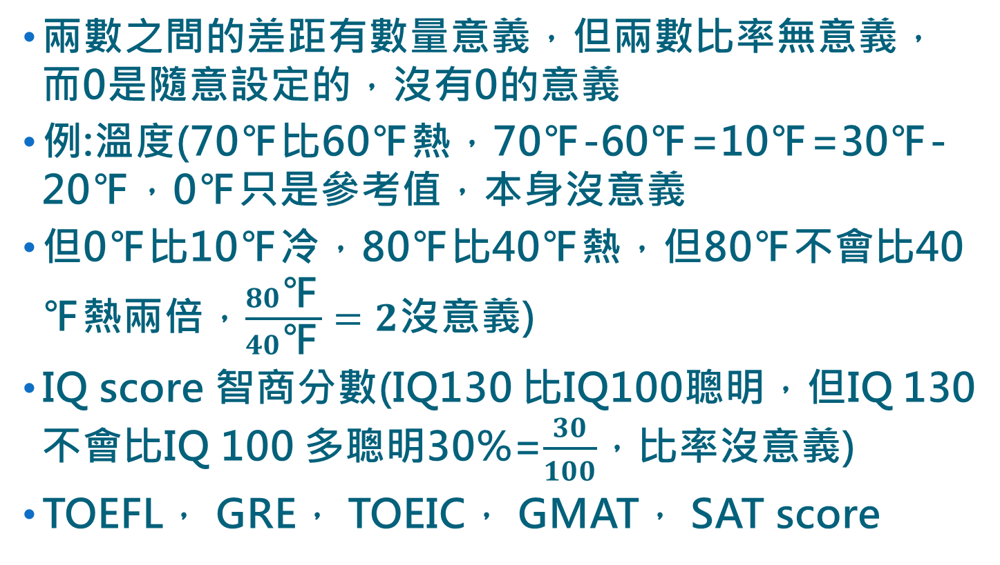 • 兩數之間的差距有數量意義，但兩數比率無意義，
而0是隨意設定的，沒有0的意義
• 例:溫度(70℉比60℉熱，70℉-60℉=10℉=30℉-
20℉，0℉只是參考值，本身沒意義
• 但0℉比10℉冷，80℉比40℉熱，但80℉不會比40
℉熱兩倍，80℉/40℉ = 2沒意義)
• IQ score 智商分數(IQ130 比IQ100聰明，但IQ 130
不會比IQ 100 多聰明30%=30/100，比率沒意義)
• TOEFL， GRE， TOEIC， GMAT， SAT score